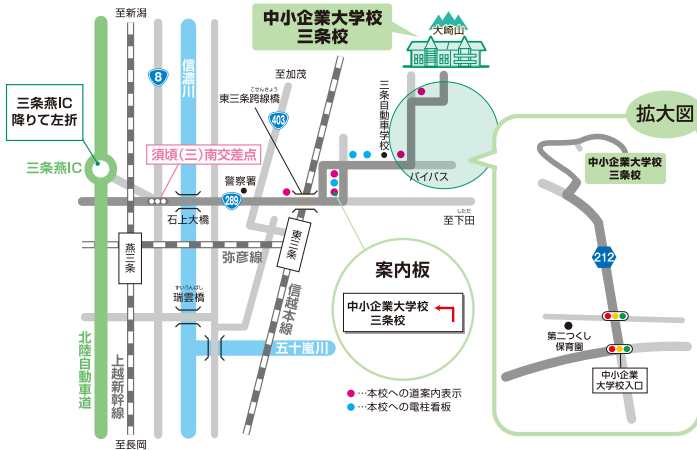 至新潟
8
信濃川
至加茂
中小企業大学校
三条校
大崎山
こせんきょう
東三条跨線橋
403
三条自動車学校
三条燕IC
降りて左折
三条燕IC
須頃(三)南交差点
警察署
289
石上大橋
バイパス
しただ
至下田
燕三条
弥彦線
東三条
ずいうんばし
瑞雲橋
信越本線
五十嵐川
北陸自動車道
上越新幹線
至長岡
案内板
中小企業大学校
三条校
●…本校への道案内表示
●…本校への電柱看板
拡大図
中小企業大学校
三条校
212
第二つくし
保育園
中小企業
大学校入口